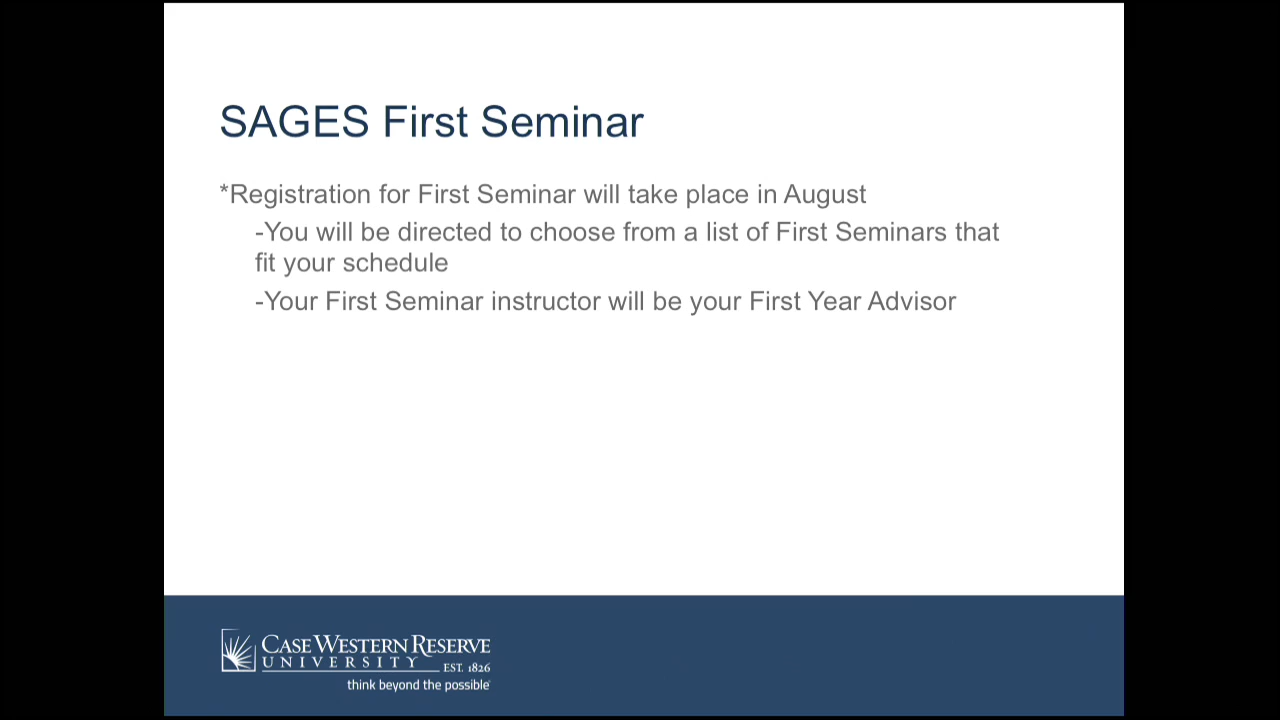 SAGES First Seminar
*Registration for First Seminar will take place in August
-You will be directed to choose from a list of First Seminars that
fit your schedule
-Your First Seminar instructor will be your First Year Advisor
CASE WESTERN RESERVE
UNIVERSITY EST. 1826
think beyond the possible